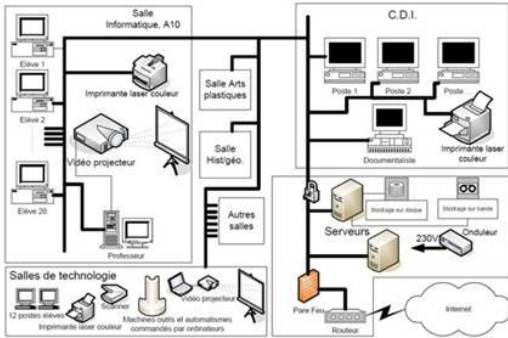 Salle
Informatique, A10
Elève 1
Imprimante laser couleur
Elève 2
Vidéo projecteur
Elève 20
Professeur
Salle Arts
plastiques
Salle
Hist/géo.
Autres
salles
C.D.I.
Poste 1
Poste 2
Poste ...
Documentaliste
Imprimante laser
couleur
Stockage sur disque
Stockage sur bande
Serveurs
230V
Onduleur
Pare Feu
Routeur
Internet
Salles de technologie
12 postes élèves
Imprimante laser couleur
Scanner
Vidéo projecteur
Machines outils et automatismes
commandés par ordinateurs